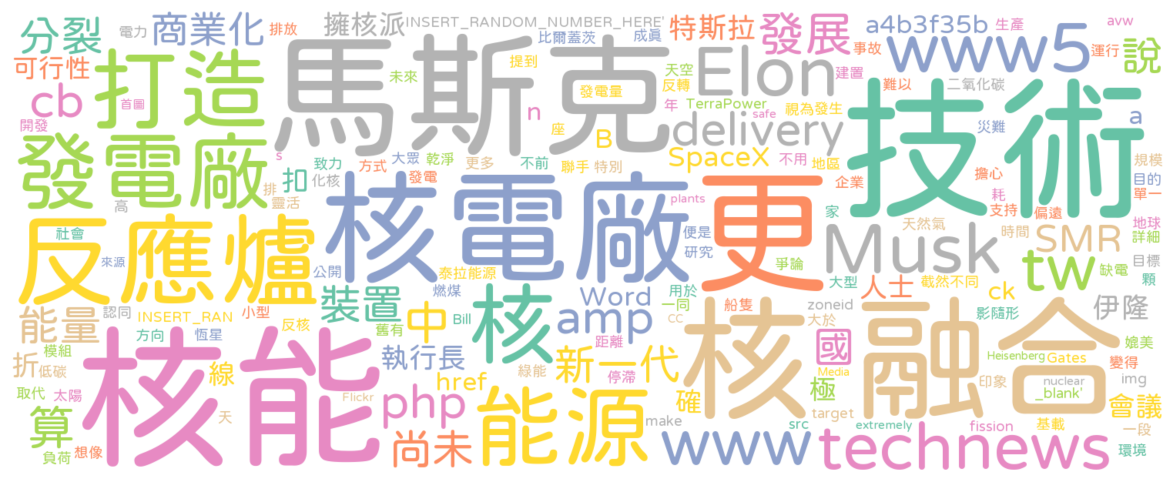 分裂
電力
商業化
排放
擁核派
INSERT_RANDOM_NUMBER_HERE'
比爾蓋茨
成真
特斯拉
發展
a4b3f35b
生產
avw
可行性
打造
馬斯克
未來
提到
Elon
天空
反轉
建置
事故
www5
運行
說
cb
首圖
開發
發電量
n
座
B
年
TerraPower
safe
視為發生
難以
二氧化碳
技術
災難
a
發電廠
s
致力
化核
方式
大眾
發電
乾淨
更多
不前
聯手
特別
delivery
SpaceX
不用
地區
企業
擔心
規模
目的
單一
排
靈活
扣
高
核電廠
plants
更
家
耗
支持
偏遠
地球
詳細
反應爐
社會
來源
公開
便是
研究
爭論
Musk
天然氣
時間
SMR
tw
缺電
目標
顆
泰拉能源
燃煤
大型
人士
截然不同
裝置
用於
能量
認同
INSERT_RAN
小型
反核
舊有
中
Bill
核
Word
amp
一同
CC
距離
船隻
zoneid
大於
ck
影隨形
伊隆
方向
恆星
模組
低碳
折
核能
線
執行長
綠能
停滯
新一代
核融合
國
Media
Heisenberg
Gates
媲美
變得
取代
太陽
Flickr
php
href
能源
make
確
極
印象
nuclear
_blank'
img
會議
算
天
負荷
想像
尚未
www
src
target
extremely
technews
fission
基載
一段
環境